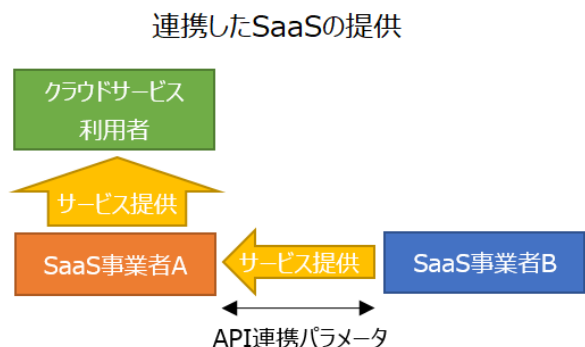 連携したSaaSの提供
クラウドサービス
利用者
サービス提供
SaaS事業者A
サービス提供
SaaS事業者B
API連携パラメータ